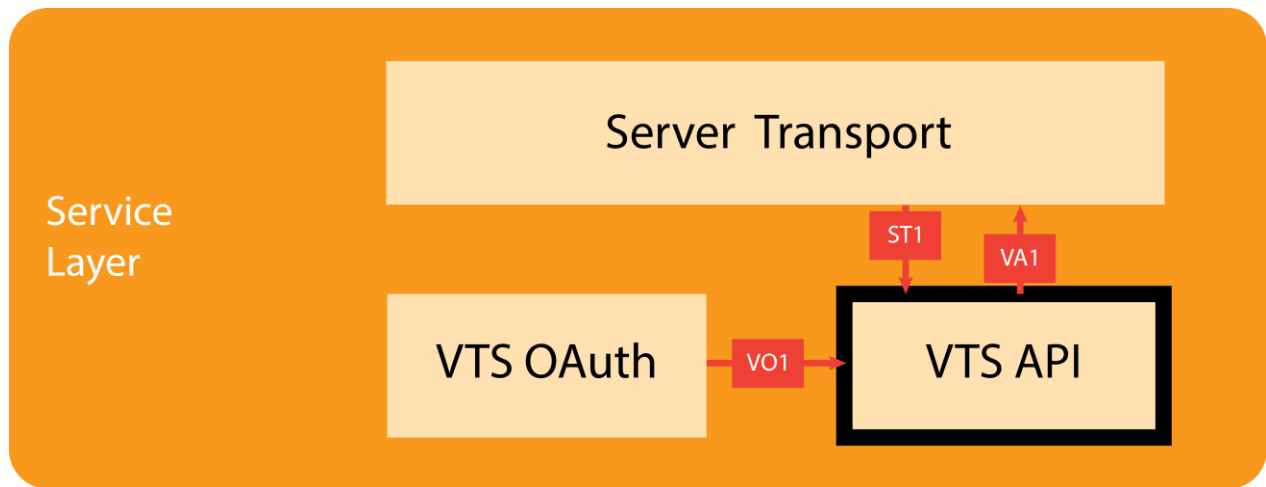 Server Transport
Service
Layer
ST1
VA1
VTS OAuth
VO1
VTS API